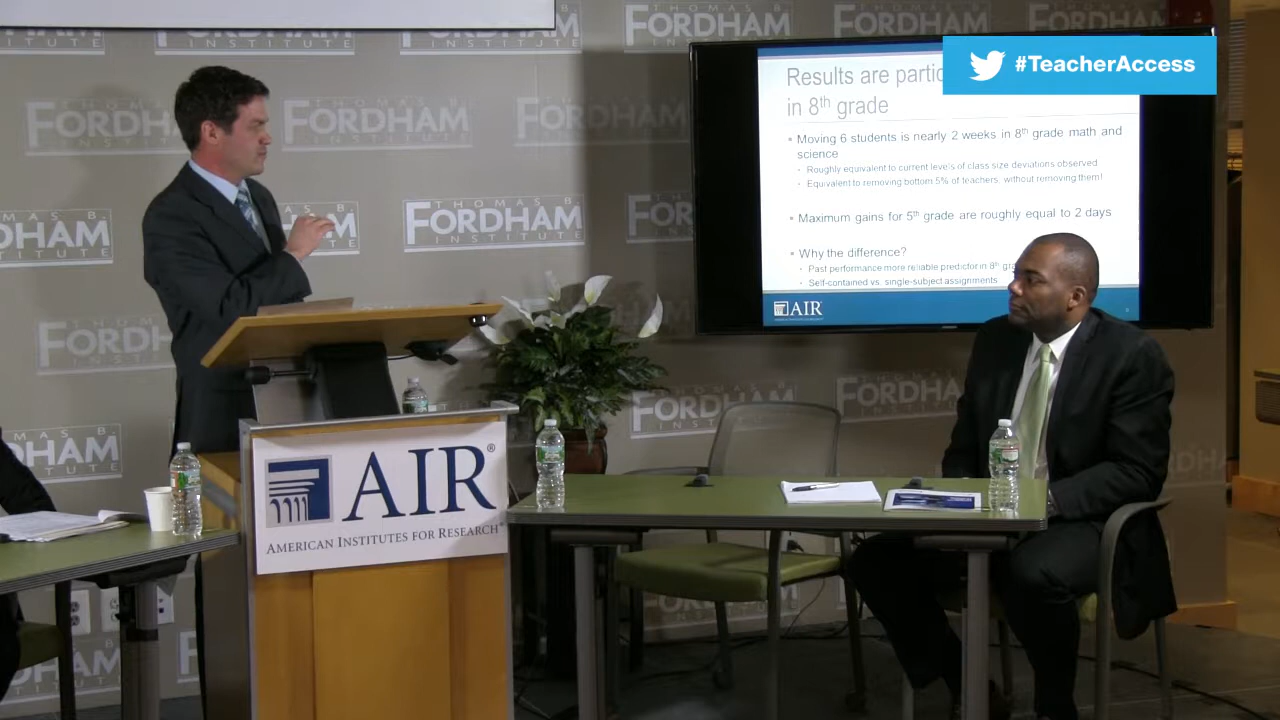 THOMAS B.
FORDHAM
INSTITUTE
#TeacherAccess
Results are partic
in 8th grade
Moving 6 students is nearly 2 weeks in 8th grade math and
science
Roughly equivalent to current levels of class size deviations observed
Equivalent to removing bottom 5% of teachers, without removing them!
Maximum gains for 5th grade are roughly equal to 2 days
Why the difference?
Past performance more reliable predictor in 8th gra
Self-contained vs. single-subject assignments
AIR
AIR®
AMERICAN INSTITUTES FOR RESEARCH